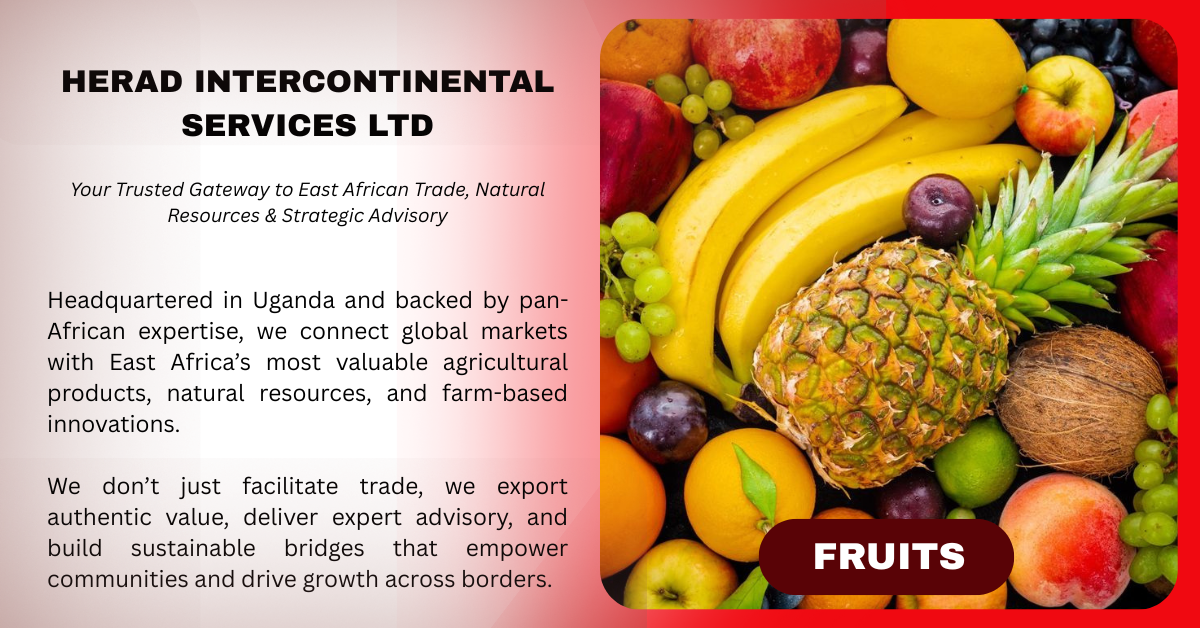 HERAD INTERCONTINENTAL
SERVICES LTD
Your Trusted Gateway to East African Trade, Natural
Resources & Strategic Advisory
Headquartered in Uganda and backed by pan-
African expertise, we connect global markets
with East Africa’s most valuable agricultural
products, natural resources, and farm-based
innovations.
We don’t just facilitate trade, we export
authentic value, deliver expert advisory, and
build sustainable bridges that empower
communities and drive growth across borders.
FRUITS